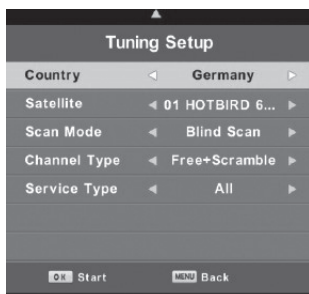 Tuning Setup
Country Germany
Satellite 01 HOTBIRD 6...
Scan Mode Blind Scan
Channel Type Free+Scramble
Service Type All
OK Start MENU Back